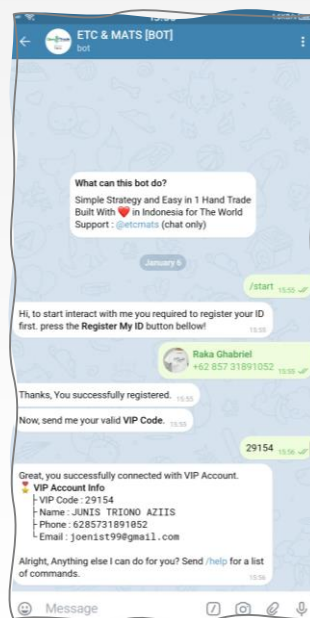 ETC & MATS [BOT]
bot
What can this bot do?
Simple Strategy and Easy in 1 Hand Trade
Built With ❤️ in Indonesia for The World
Support : @etcmats (chat only)
January 6
/start 15:55
Hi, to start interact with me you required to register your ID
first. press the Register My ID button bellow!
15:55
Raka Ghabriel
+62 857 31891052 15:55
Thanks, You successfully registered. 15:55
Now, send me your valid VIP Code. 15:55
29154 15:56
Great, you successfully connected with VIP Account.
🎖 VIP Account Info
├ VIP Code : 29154
├ Name : JUNIS TRIONO AZIIS
├ Phone : 6285731891052
└ Email : joenist99@gmail.com
Alright, Anything else I can do for you? Send /help for a list
of commands.
15:56
Message